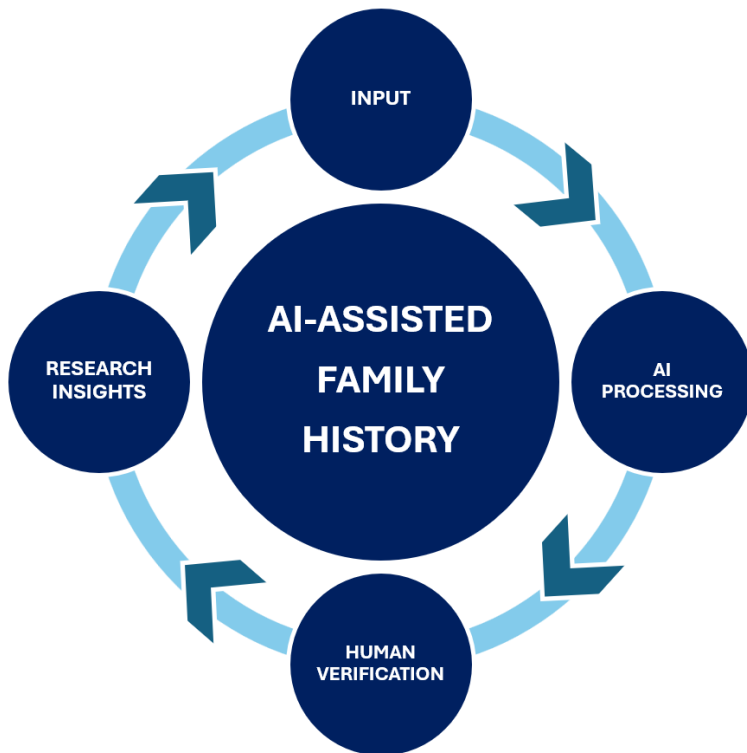 INPUT
AI-ASSISTED
FAMILY
HISTORY
RESEARCH
INSIGHTS
AI
PROCESSING
HUMAN
VERIFICATION